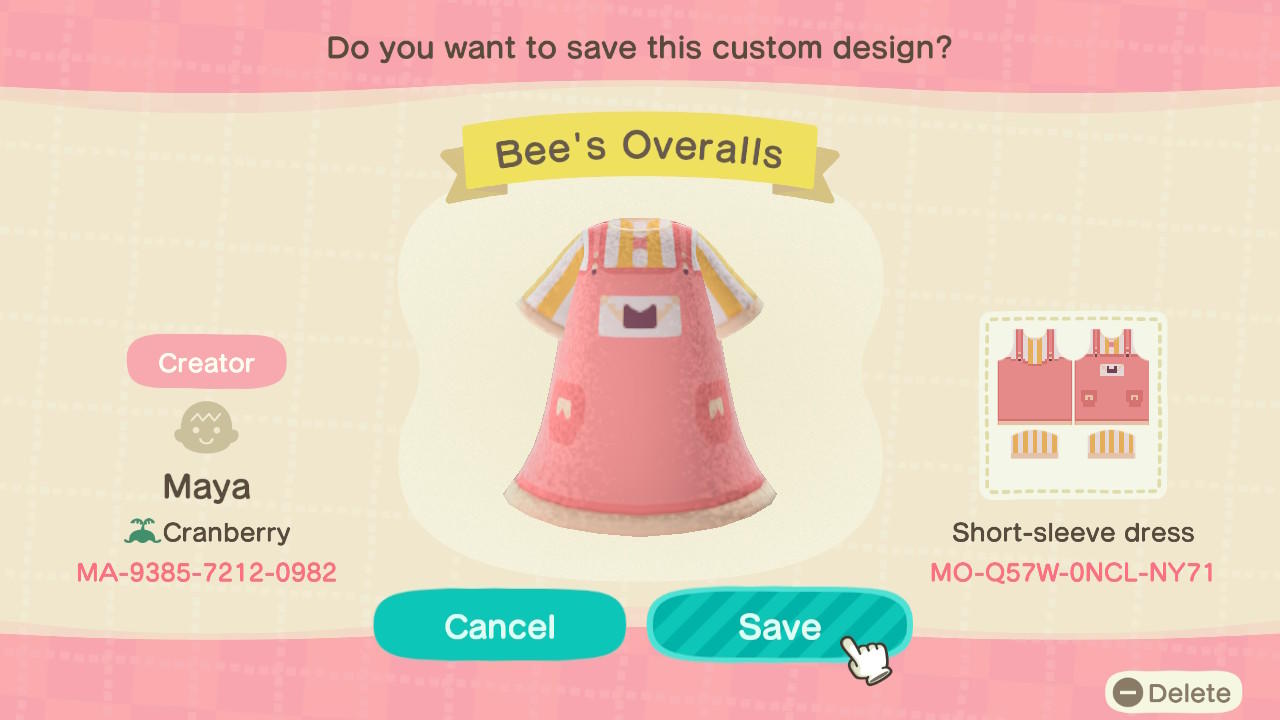 Do you want to save this custom design?
Bee's Overalls
Creator
Maya
Cranberry
MA-9385-7212-0982
Short-sleeve dress
MO-Q57W-0NCL-NY71
Cancel
Save
Delete